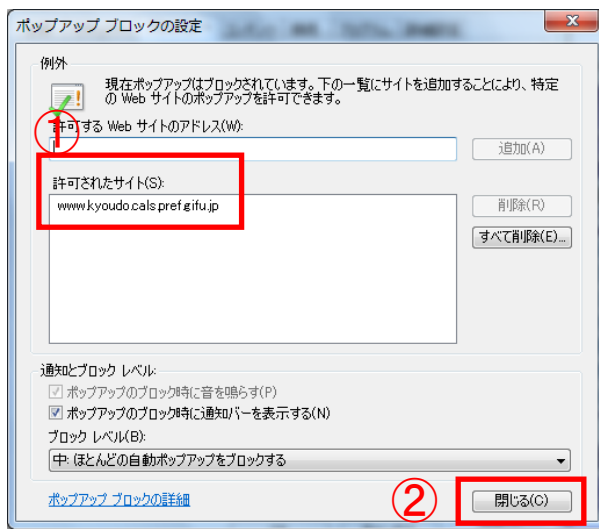 ポップアップ ブロックの設定
例外
現在ポップアップはブロックされています。下の一覧にサイトを追加することにより、特定
の Web サイトのポップアップを許可できます。
①
許可する Web サイトのアドレス(W):
追加(A)
許可されたサイト(S):
www.kyoudo.cals.pref.gifu.jp
削除(R)
すべて削除(E)...
通知とブロック レベル:
ポップアップのブロック時に音を鳴らす(P)
ポップアップのブロック時に通知バーを表示する(N)
ブロック レベル(B):
中: ほとんどの自動ポップアップをブロックする
ポップアップ ブロックの詳細
②
閉じる(C)